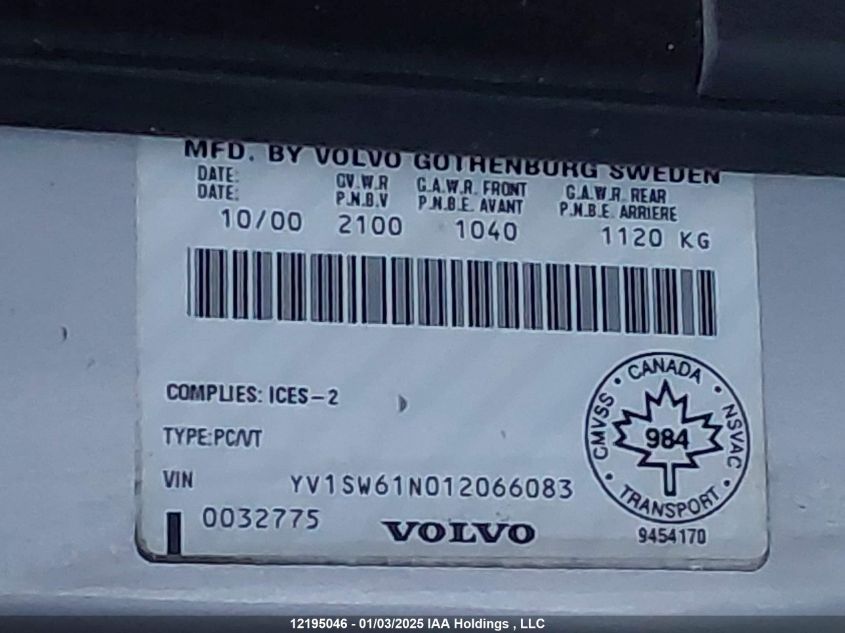 MFD. BY VOLVO GOTHENBURG SWEDEN
DATE: GV.W.R G.A.W.R. FRONT G.A.W.R. REAR
DATE: P.N.B.V P.N.B.E. AVANT P.N.B.E. ARRIERE
10/00 2100 1040 1120 KG
COMPLIES: ICES-2
TYPE:PC/VT
VIN YV1SW61N012066083
0032775 VOLVO
CANADA
CMVSS 984 NSVAC
TRANSPORT
9454170
12195046 - 01/03/2025 IAA Holdings , LLC